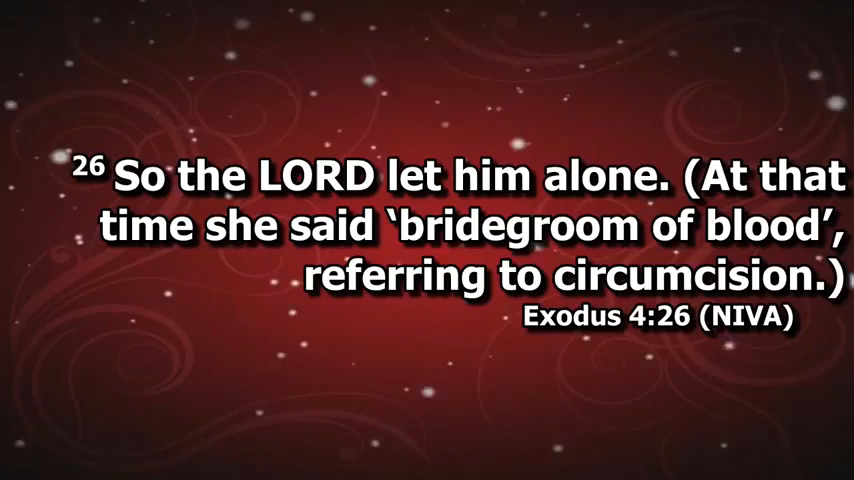 26 So the LORD let him alone. (At that
time she said ‘bridegroom of blood’,
referring to circumcision.)
Exodus 4:26 (NIVA)